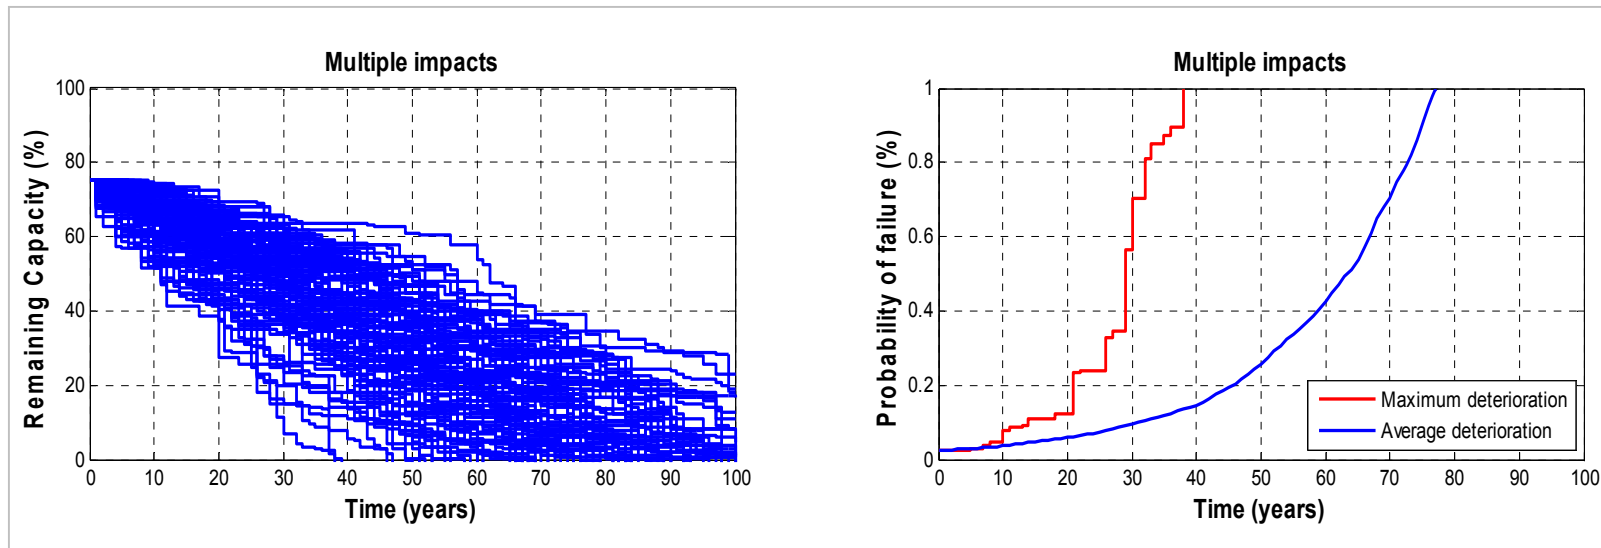 Multiple impacts
100
80
60
40
20
0
Remaining Capacity (%)
0 10 20 30 40 50 60 70 80 90 100
Time (years)
Multiple impacts
1
0.8
0.6
0.4
0.2
0
Probability of failure (%)
Maximum deterioration
Average deterioration
0 10 20 30 40 50 60 70 80 90 100
Time (years)